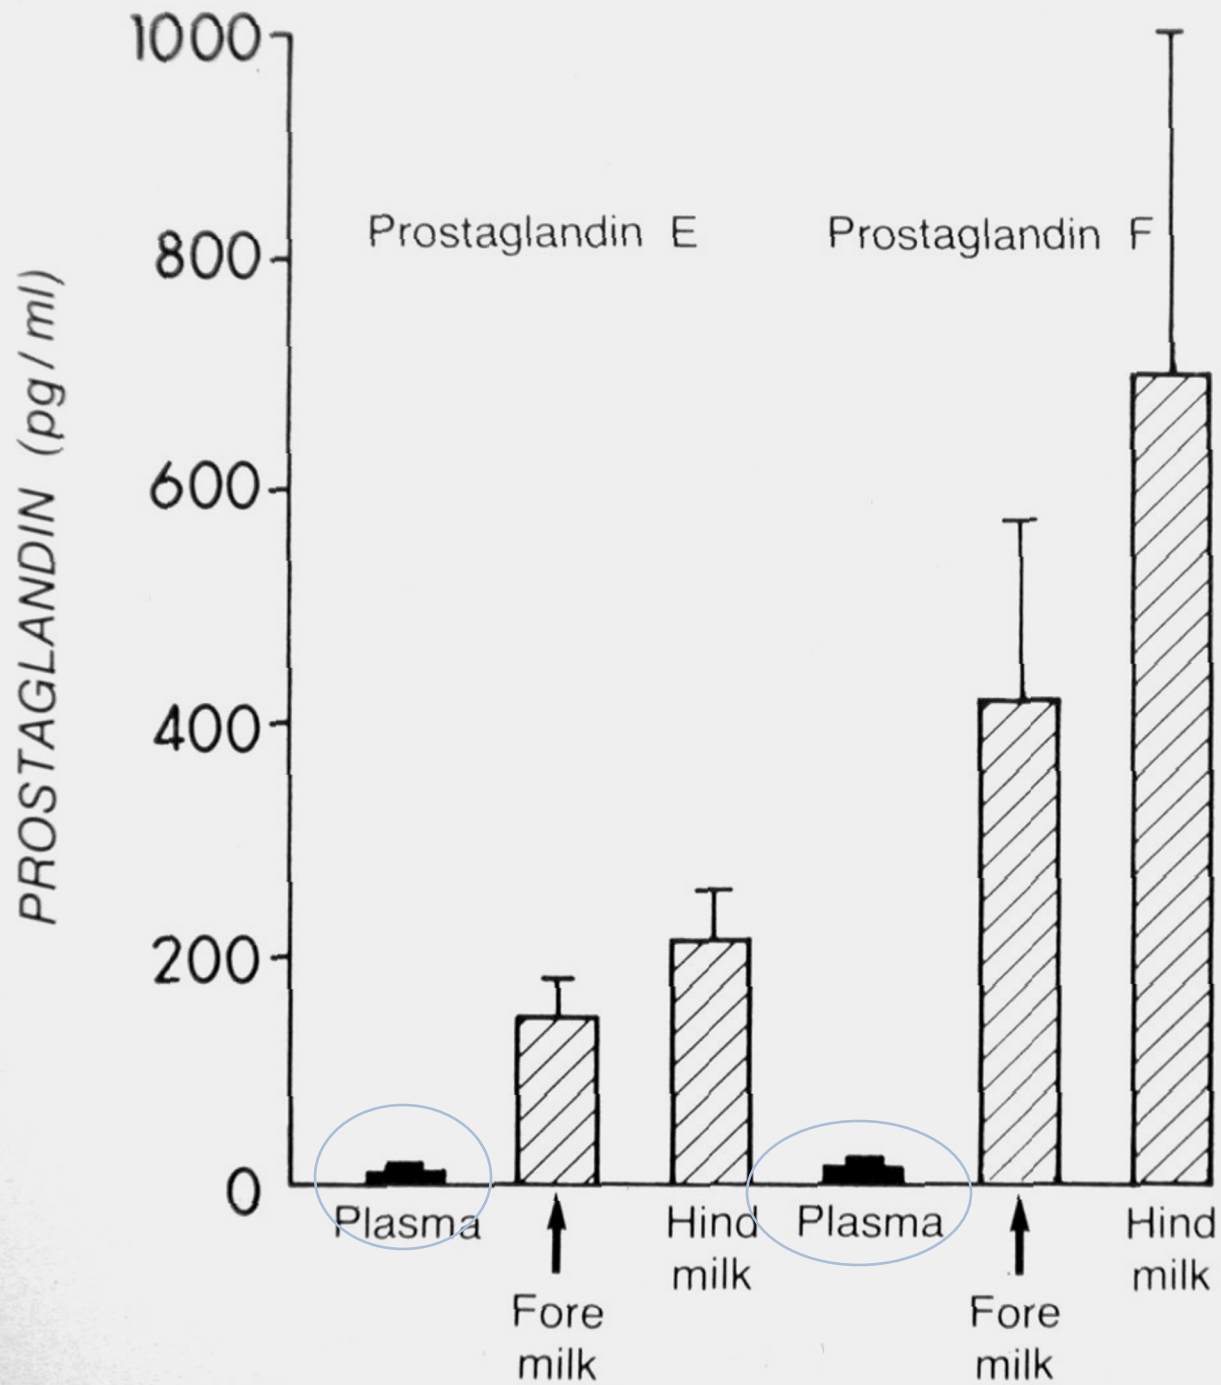 PROSTAGLANDIN (pg/ml)
1000
800
600
400
200
0
Prostaglandin E
Prostaglandin F
Plasma
Fore
milk
Hind
milk
Plasma
Fore
milk
Hind
milk